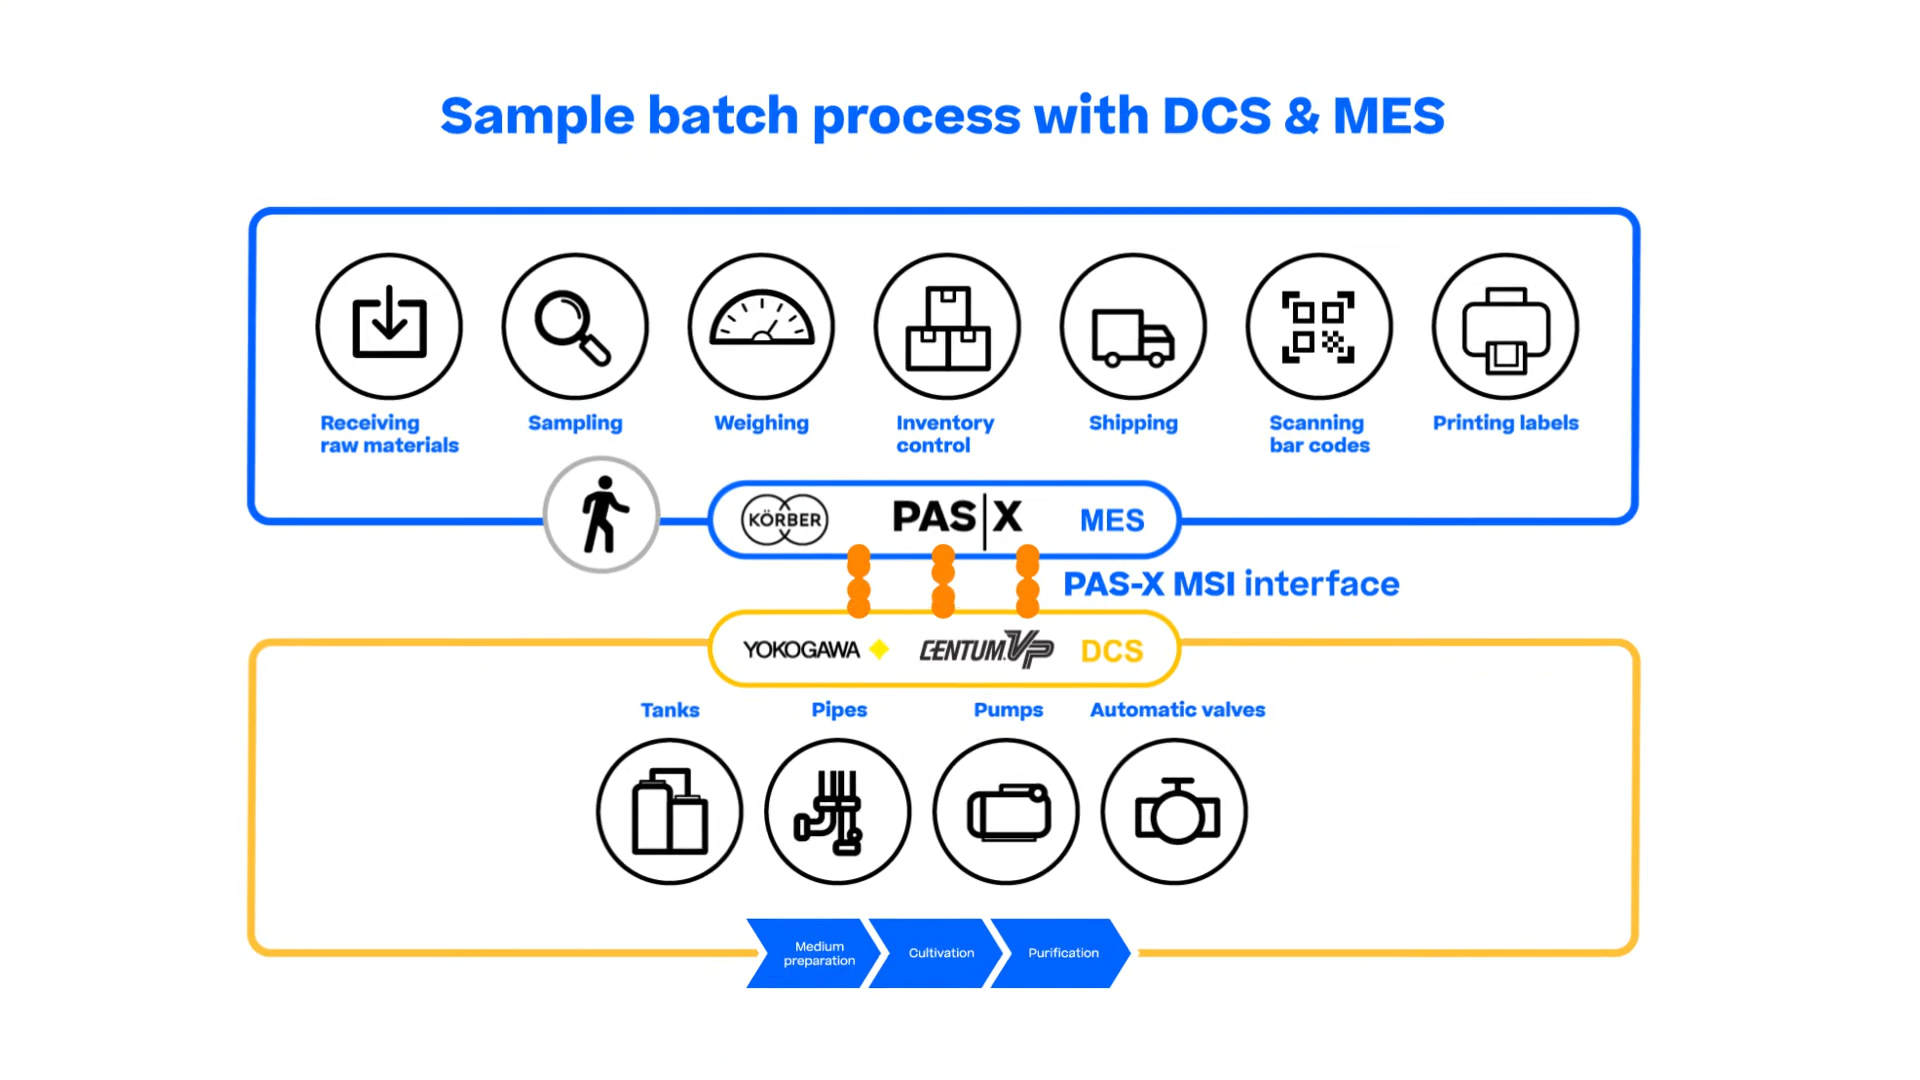 Sample batch process with DCS & MES
Receiving
raw materials
Sampling
Weighing
Inventory
control
Shipping
Scanning
bar codes
Printing labels
KÖRBER
PAS|X
MES
PAS-X MSI interface
YOKOGAWA
CENTUM VP
DCS
Tanks
Pipes
Pumps
Automatic valves
Medium
preparation
Cultivation
Purification